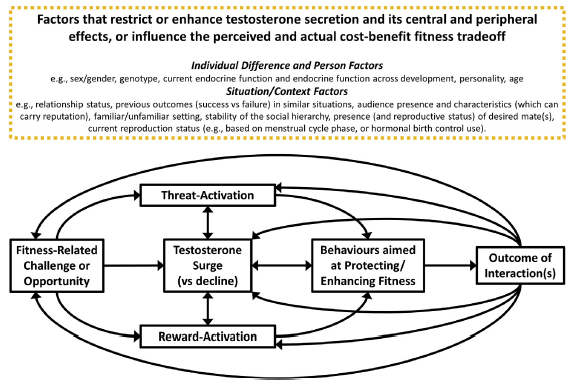 Factors that restrict or enhance testosterone secretion and its central and peripheral
effects, or influence the perceived and actual cost-benefit fitness tradeoff
Individual Difference and Person Factors
e.g., sex/gender, genotype, current endocrine function and endocrine function across development, personality, age
Situation/Context Factors
e.g., relationship status, previous outcomes (success vs failure) in similar situations, audience presence and characteristics (which can
carry reputation), familiar/unfamiliar setting, stability of the social hierarchy, presence (and reproductive status) of desired mate(s),
current reproduction status (e.g., based on menstrual cycle phase, or hormonal birth control use).
Threat-Activation
Fitness-Related
Challenge or
Opportunity
Testosterone
Surge
(vs decline)
Behaviours aimed
at Protecting/
Enhancing Fitness
Outcome of
Interaction(s)
Reward-Activation